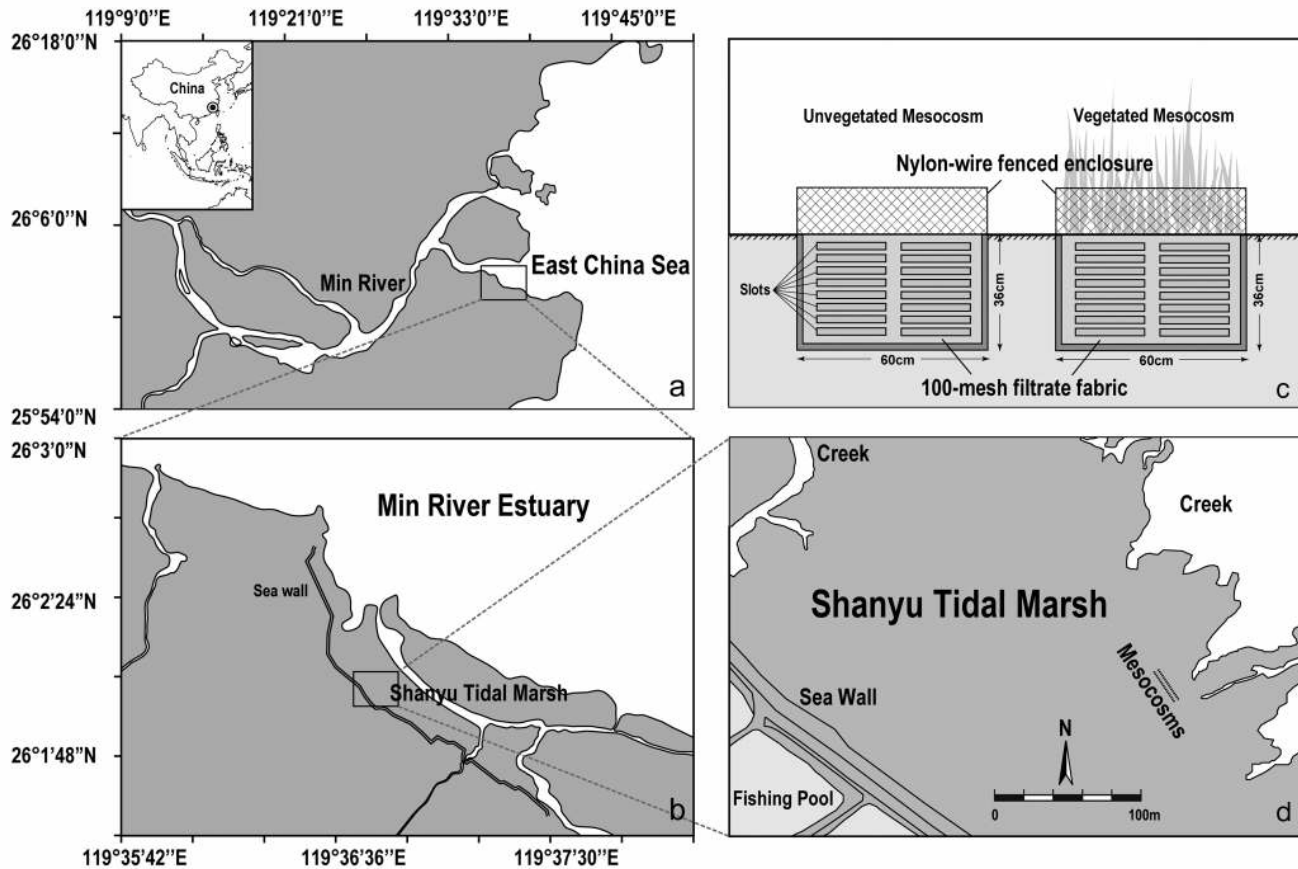 119°9'0''E
119°21'0''E
119°33'0''E
119°45'0''E
26°18'0''N
26°6'0''N
25°54'0''N
China
Min River
East China Sea
a
Unvegetated Mesocosm
Vegetated Mesocosm
Nylon-wire fenced enclosure
Slots
36cm
36cm
60cm
60cm
100-mesh filtrate fabric
c
26°3'0''N
26°2'24''N
26°1'48''N
Min River Estuary
Sea wall
Shanyu Tidal Marsh
b
119°35'42''E
119°36'36''E
119°37'30''E
Creek
Creek
Shanyu Tidal Marsh
Mesocosms
Sea Wall
N
Fishing Pool
0
100m
d